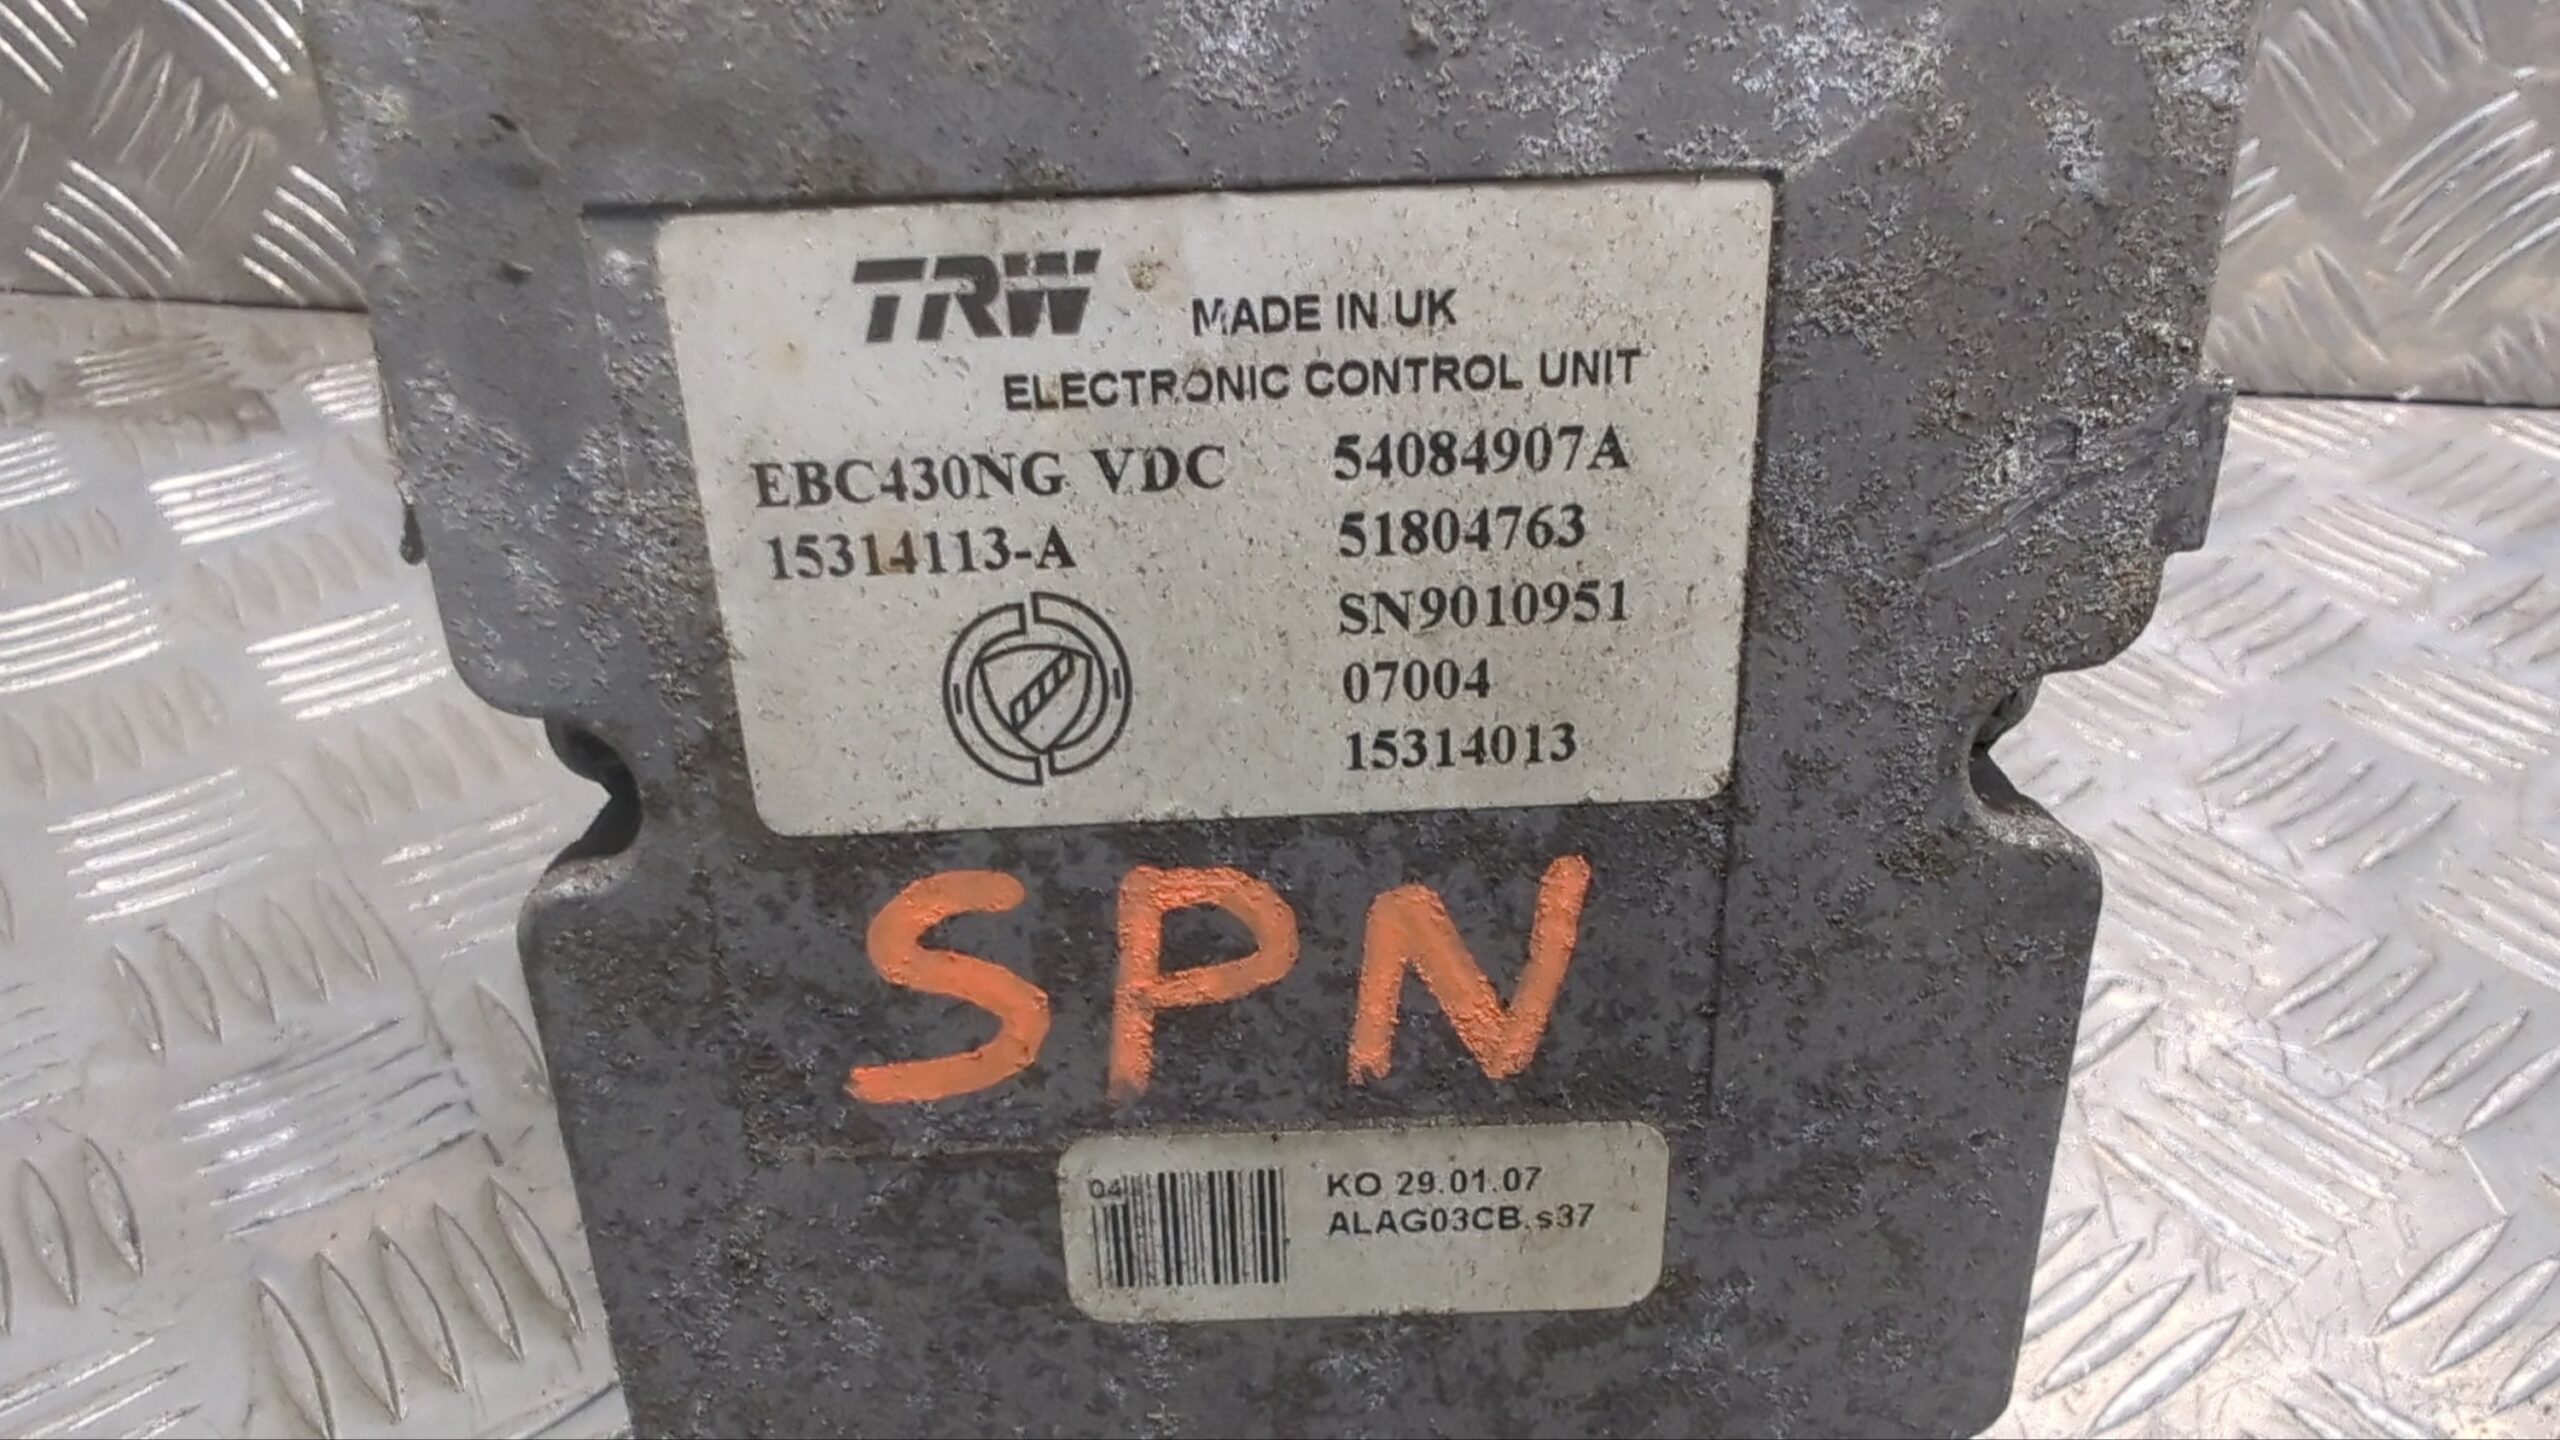 TRW MADE IN UK
ELECTRONIC CONTROL UNIT
EBC430NG VDC 54084907A
15314113-A 51804763
SN9010951
07004
15314013
SPN
04
KO 29.01.07
ALAG03CB.s37